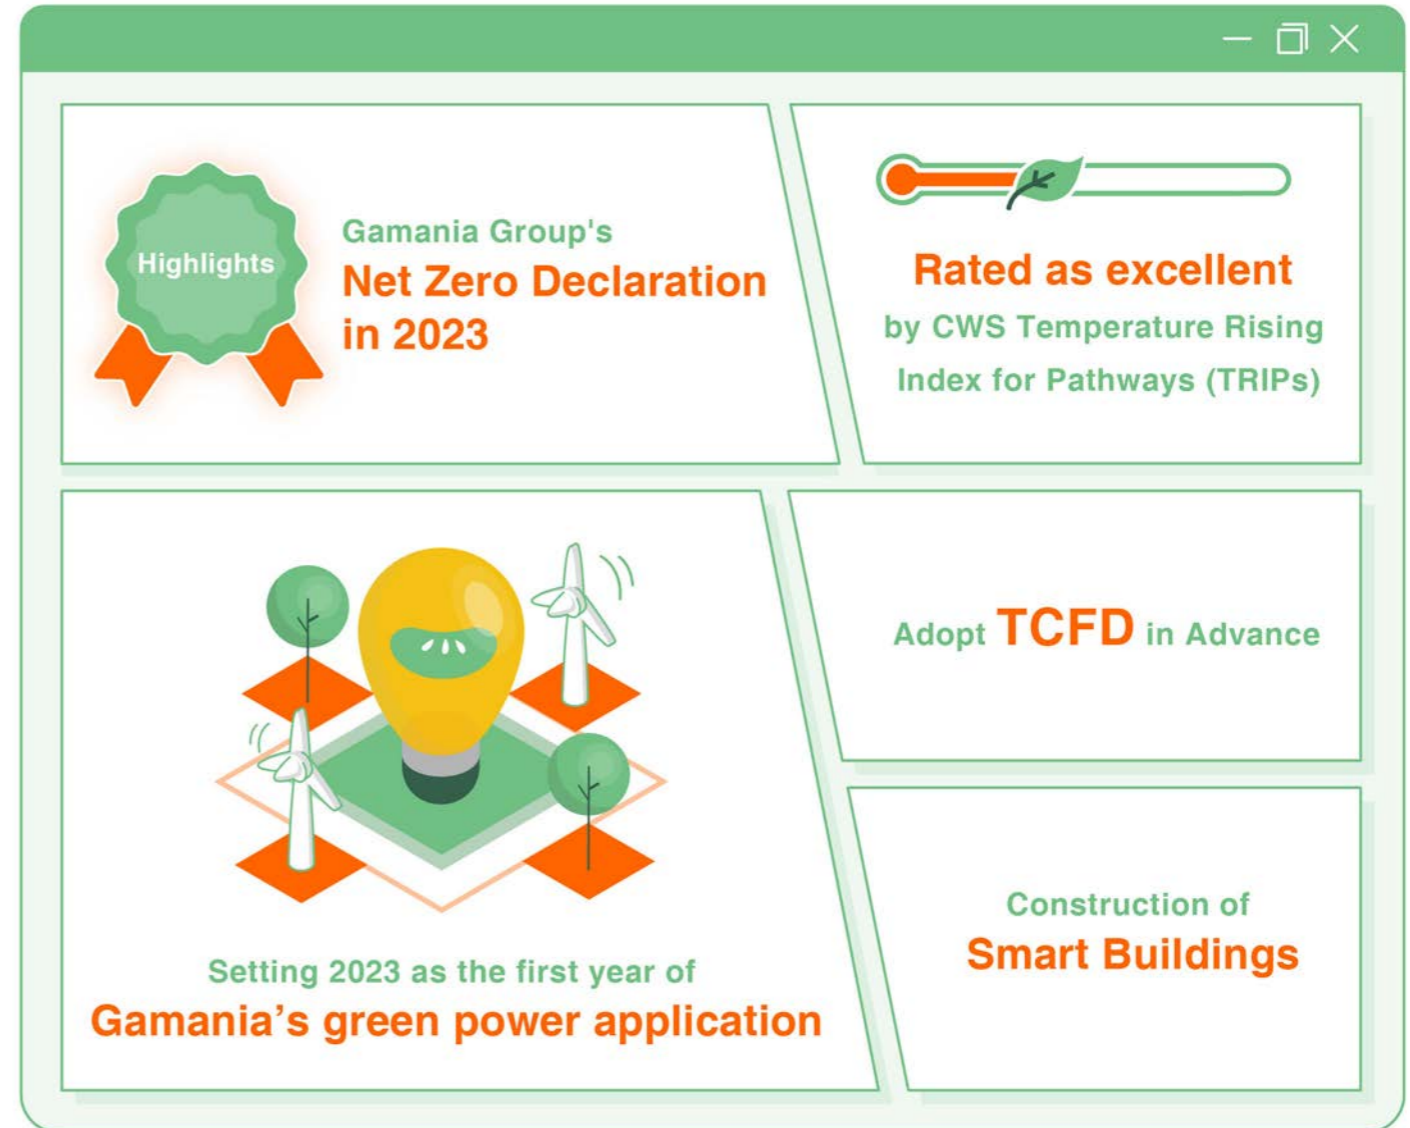 Highlights
Gamania Group's
Net Zero Declaration
in 2023
Rated as excellent
by CWS Temperature Rising
Index for Pathways (TRIPs)
Setting 2023 as the first year of
Gamania’s green power application
Adopt TCFD in Advance
Construction of
Smart Buildings